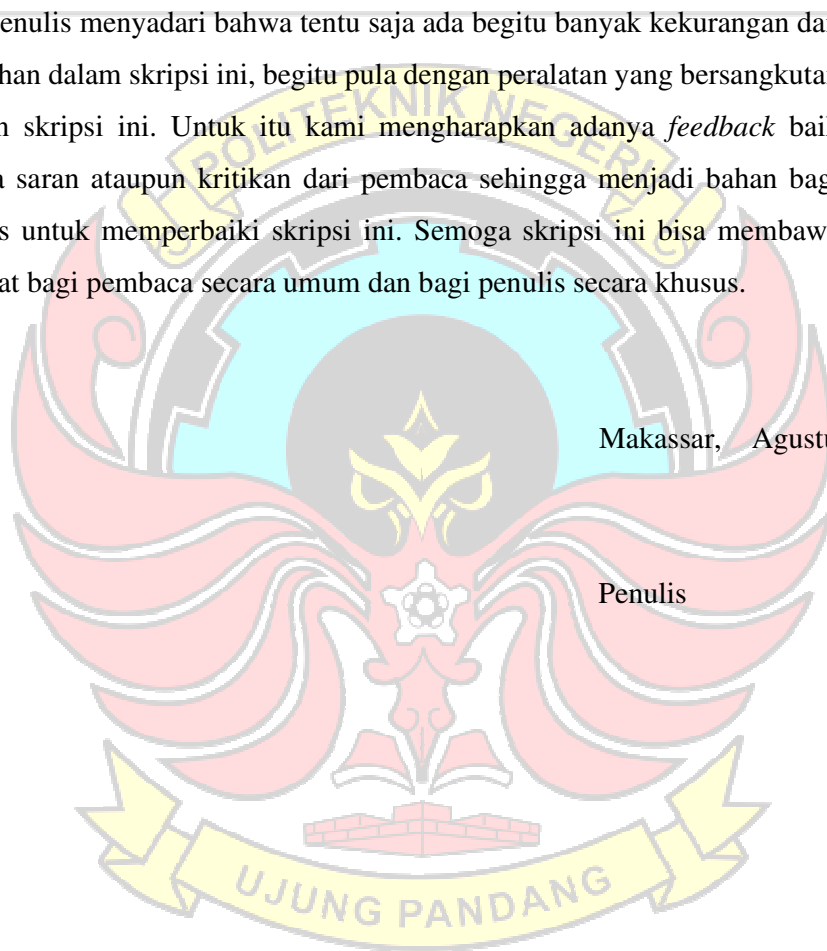 enulis menyadari bahwa tentu saja ada begitu banyak kekurangan da
han dalam skripsi ini, begitu pula dengan peralatan yang bersangkuta
n skripsi ini. Untuk itu kami mengharapkan adanya feedback bai
a saran ataupun kritikan dari pembaca sehingga menjadi bahan bag
s untuk memperbaiki skripsi ini. Semoga skripsi ini bisa membaw
at bagi pembaca secara umum dan bagi penulis secara khusus.
POLITEKNIK NEGERI
Makassar, Agustu
Penulis
UJUNG PANDANG